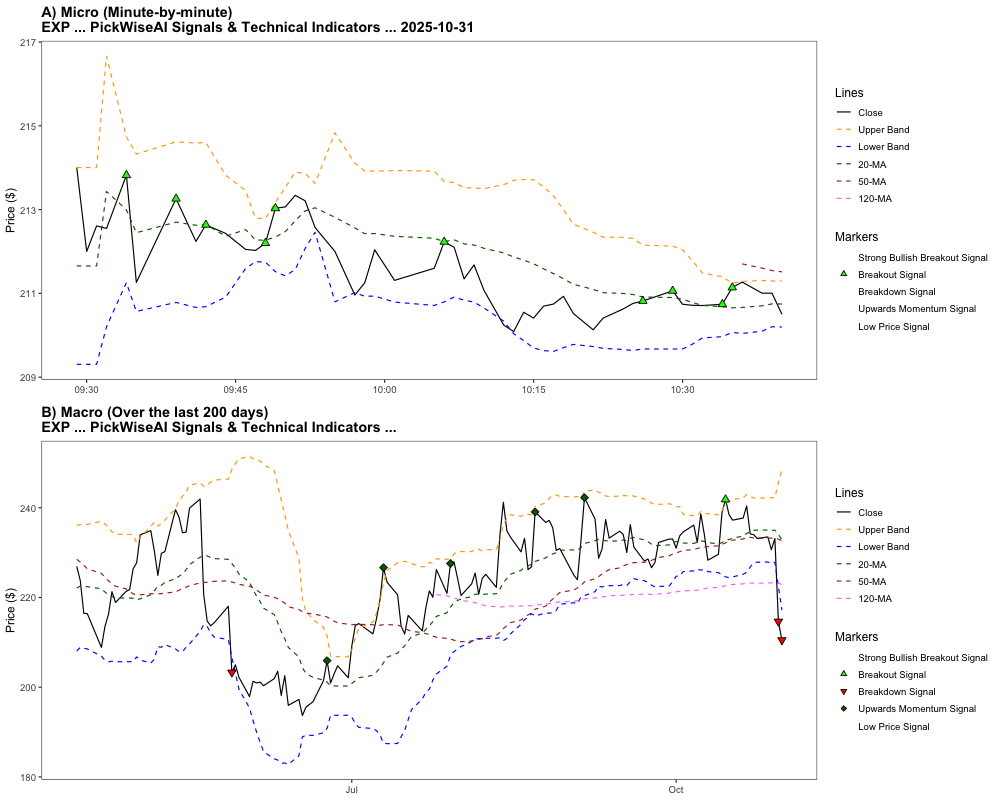 A) Micro (Minute-by-minute)
EXP ... PickWiseAI Signals & Technical Indicators ... 2025-10-31
217
215
213
211
209
Price ($)
09:30
09:45
10:00
10:15
10:30
Lines
Close
Upper Band
Lower Band
20-MA
50-MA
120-MA
Markers
Strong Bullish Breakout Signal
Breakout Signal
Breakdown Signal
Upwards Momentum Signal
Low Price Signal
B) Macro (Over the last 200 days)
EXP ... PickWiseAI Signals & Technical Indicators ...
240
220
200
180
Price ($)
Jul
Oct
Lines
Close
Upper Band
Lower Band
20-MA
50-MA
120-MA
Markers
Strong Bullish Breakout Signal
Breakout Signal
Breakdown Signal
Upwards Momentum Signal
Low Price Signal